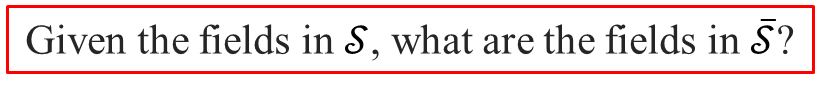 Given the fields in 𝒮, what are the fields in 𝒮̄?